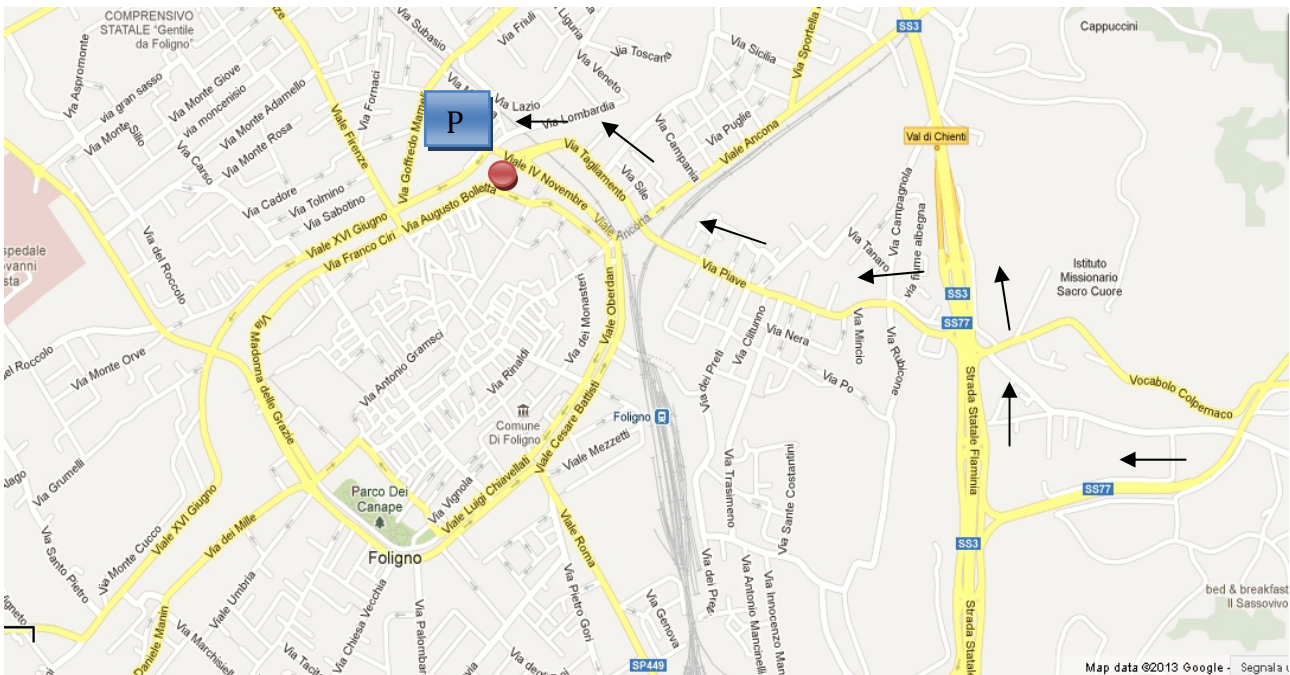 COMPRENSIVO
STATALE "Gentile
da Foligno"
Via Subasio
Via Friuli
Liguria
Via Toscana
Via Sicilia
Via Sportella
SS3
Cappuccini
Via Aspromonte
via gran sasso
Via Monte Giove
via moncenisio
Via Monte Adamello
Via Monte Rosa
Via Monte
Silio
Via Carso
Via Fornaci
Viale Firenze
Via Goffredo Mameli
P
Via Lazio
Via Lombardia
Via Veneto
Via Campania
Via Puglie
Viale Ancona
Val di Chienti
Via Cadore
Via Tolmino
Via Sabotino
Viale IV Novembre
Via Tagliamento
Via Sile
Viale Ancona
Via Campagnola
Via Tanaro
via fiume albegna
Viale XVI Giugno
Via Augusto Bolletta
Via Franco Ciri
spedale
Via del Roccolo
Via Piave
Istituto
Missionario
Sacro Cuore
SS3
SS77
Via Madonna delle Grazie
Via dei Monasteri
Viale Oberdan
Via Nera
Via Mincio
Via Rubicone
Via Clitunno
Via dei Preti
Via Po
Roccolo
Via Monte Orve
Via Antonio Gramsci
Via Rinaldi
Comune
Di Foligno
Viale Cesare Battisti
Foligno
Strada Statale Flaminia
Vocabolo Colpernaco
Viale Mezzetti
Via Grumelli
Viale XVI Giugno
Via dei Mille
Parco Dei
Canape
Via Vignola
Viale Luigi Chiavellati
Via Trasimeno
Via Sante Costantini
SS77
Foligno
Viale Roma
SS3
Via Santo Pietro
Via Monte Cucco
Viale Umbria
Via Chiesa Vecchia
Via Pietro Gori
Via Genova
Via dei Prez
Via Antonio Mancinelli
Via Innocenzo Man
bed & breakfast
Il Sassovivo
Daniele Manin
Via Marchisiell
Via Tacit
Via Palombar
SP449
Strada Statale
Map data ©2013 Google -
Segnala u